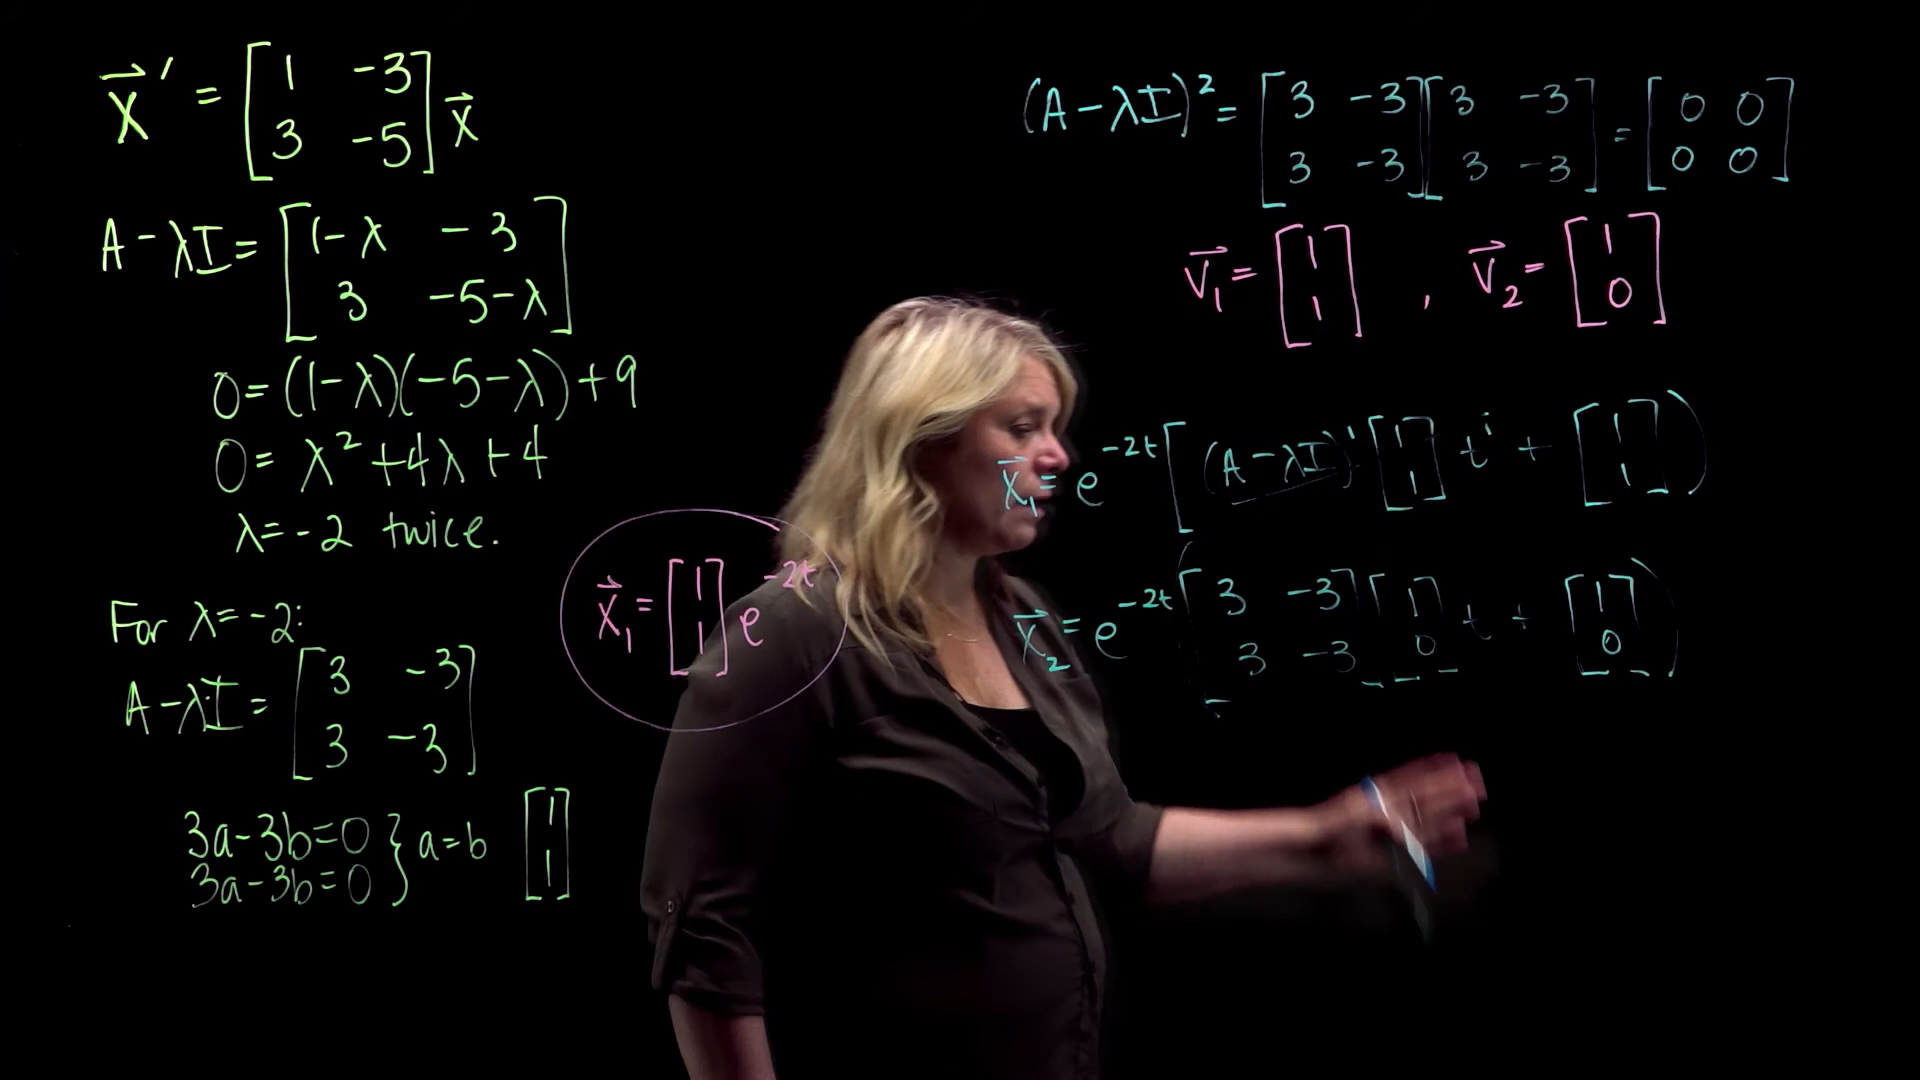 x⃗' = [1 -3; 3 -5] x⃗
A - λI = [1-λ -3; 3 -5-λ]
0 = (1-λ)(-5-λ) + 9
0 = λ² + 4λ + 4
λ = -2 twice.
For λ = -2:
A - λI = [3 -3; 3 -3]
3a - 3b = 0
3a - 3b = 0 } a = b [1; 1]
x⃗₁ = [1; 1] e^(-2t)
(A - λI)² = [3 -3; 3 -3] [3 -3; 3 -3] = [0 0; 0 0]
v⃗₁ = [1; 1] , v⃗₂ = [1; 0]
x⃗₁ = e^(-2t) [(A - λI)¹ [1; 1] t¹ + [1; 1])
x⃗₂ = e^(-2t) ([3 -3; 3 -3] [1; 0] t + [1; 0])